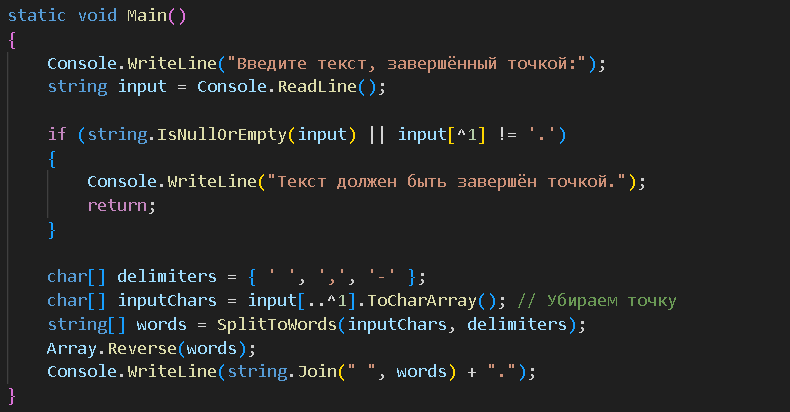 static void Main()
{
    Console.WriteLine("Введите текст, завершённый точкой:");
    string input = Console.ReadLine();

    if (string.IsNullOrEmpty(input) || input[^1] != '.')
    {
        Console.WriteLine("Текст должен быть завершён точкой.");
        return;
    }

    char[] delimiters = { ' ', ',', '-' };
    char[] inputChars = input[..^1].ToCharArray(); // Убираем точку
    string[] words = SplitToWords(inputChars, delimiters);
    Array.Reverse(words);
    Console.WriteLine(string.Join(" ", words) + ".");
}